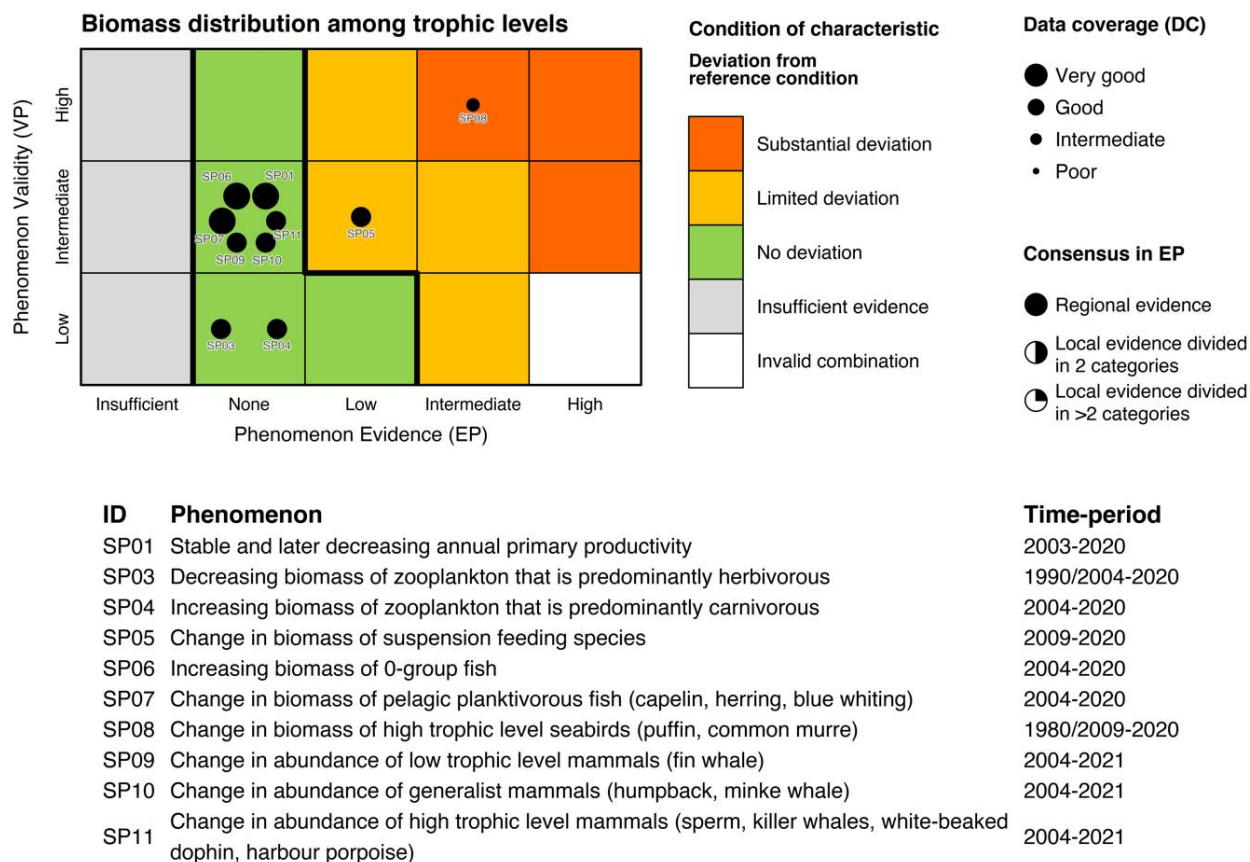 Biomass distribution among trophic levels
Phenomenon Validity (VP)
High
Intermediate
Low
SP08
SP06
SP01
SP07
SP11
SP09
SP10
SP05
SP03
SP04
Insufficient
None
Low
Intermediate
High
Phenomenon Evidence (EP)
Condition of characteristic
Deviation from
reference condition
Substantial deviation
Limited deviation
No deviation
Insufficient evidence
Invalid combination
Data coverage (DC)
Very good
Good
Intermediate
Poor
Consensus in EP
Regional evidence
Local evidence divided
in 2 categories
Local evidence divided
in >2 categories
ID Phenomenon Time-period
SP01 Stable and later decreasing annual primary productivity 2003-2020
SP03 Decreasing biomass of zooplankton that is predominantly herbivorous 1990/2004-2020
SP04 Increasing biomass of zooplankton that is predominantly carnivorous 2004-2020
SP05 Change in biomass of suspension feeding species 2009-2020
SP06 Increasing biomass of 0-group fish 2004-2020
SP07 Change in biomass of pelagic planktivorous fish (capelin, herring, blue whiting) 2004-2020
SP08 Change in biomass of high trophic level seabirds (puffin, common murre) 1980/2009-2020
SP09 Change in abundance of low trophic level mammals (fin whale) 2004-2021
SP10 Change in abundance of generalist mammals (humpback, minke whale) 2004-2021
SP11 Change in abundance of high trophic level mammals (sperm, killer whales, white-beaked 2004-2021
dophin, harbour porpoise)